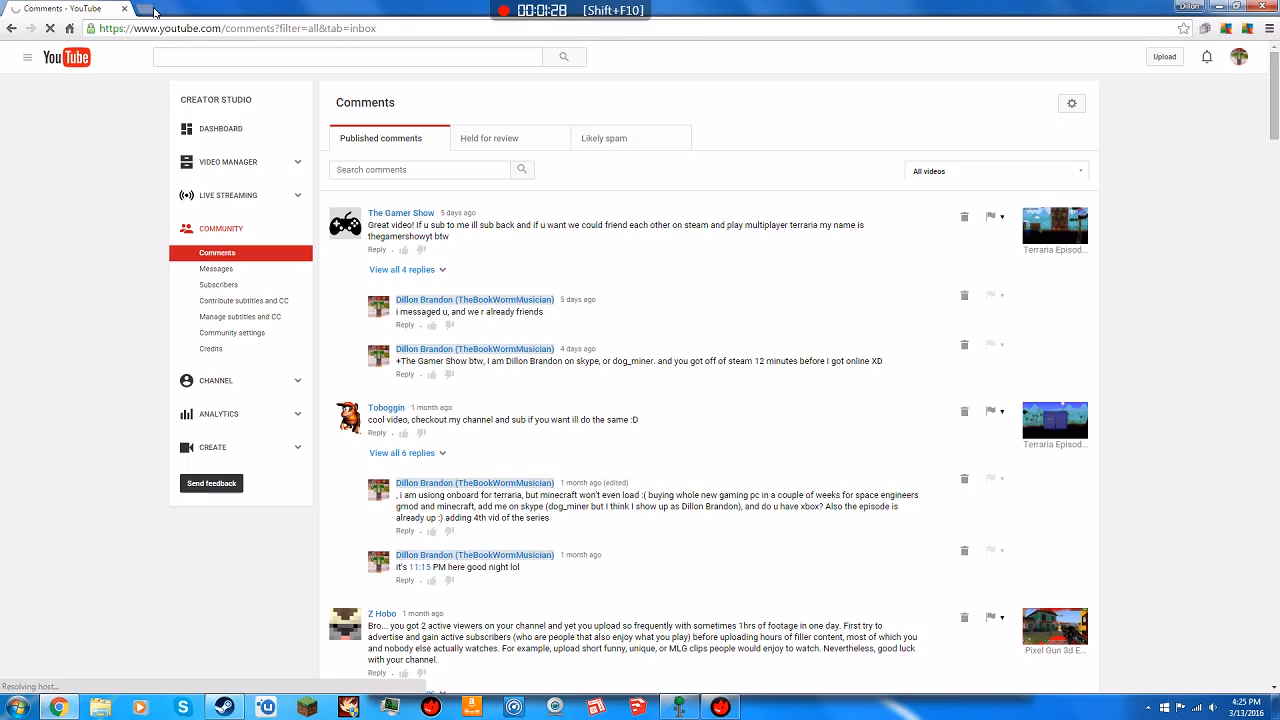 Comments - YouTube
00:0:28 [Shift+F10]
Dillon
https://www.youtube.com/comments?filter=all&tab=inbox
YouTube
Upload
CREATOR STUDIO
DASHBOARD
VIDEO MANAGER
LIVE STREAMING
COMMUNITY
Comments
Messages
Subscribers
Contribute subtitles and CC
Manage subtitles and CC
Community settings
Credits
CHANNEL
ANALYTICS
CREATE
Send feedback
Comments
Published comments
Held for review
Likely spam
Search comments
All videos
The Gamer Show 5 days ago
Great video! If u sub to me ill sub back and if u want we could friend each other on steam and play multiplayer terraria my name is
thegamershowyt btw
Reply
Terraria Episod...
View all 4 replies
Dillon Brandon (TheBookWormMusician) 5 days ago
i messaged u, and we r already friends
Reply
Dillon Brandon (TheBookWormMusician) 4 days ago
+The Gamer Show btw, I am Dillon Brandon on skype, or dog_miner. and you got off of steam 12 minutes before I got online XD
Reply
Toboggin 1 month ago
cool video, checkout my channel and sub if you want ill do the same :D
Reply
Terraria Episod...
View all 6 replies
Dillon Brandon (TheBookWormMusician) 1 month ago (edited)
, i am usiong onboard for terraria, but minecraft won't even load :( buying whole new gaming pc in a couple of weeks for space engineers
gmod and minecraft, add me on skype (dog_miner but I think I show up as Dillon Brandon), and do u have xbox? Also the episode is
already up :) adding 4th vid of the series
Reply
Dillon Brandon (TheBookWormMusician) 1 month ago
it's 11:15 PM here good night lol
Reply
Z Hobo 1 month ago
Bro... you got 2 active viewers on your channel and yet you upload so frequently with sometimes 1hrs of footage in one day. First try to
advertise and gain active subscribers (who are people that also enjoy what you play) before uploading hours of filler content, most of which you
and nobody else actually watches. For example, upload short funny, unique, or MLG clips people would enjoy to watch. Nevertheless, good luck
with your channel.
Reply
Pixel Gun 3d E...
Resolving host...
4:25 PM
3/13/2016